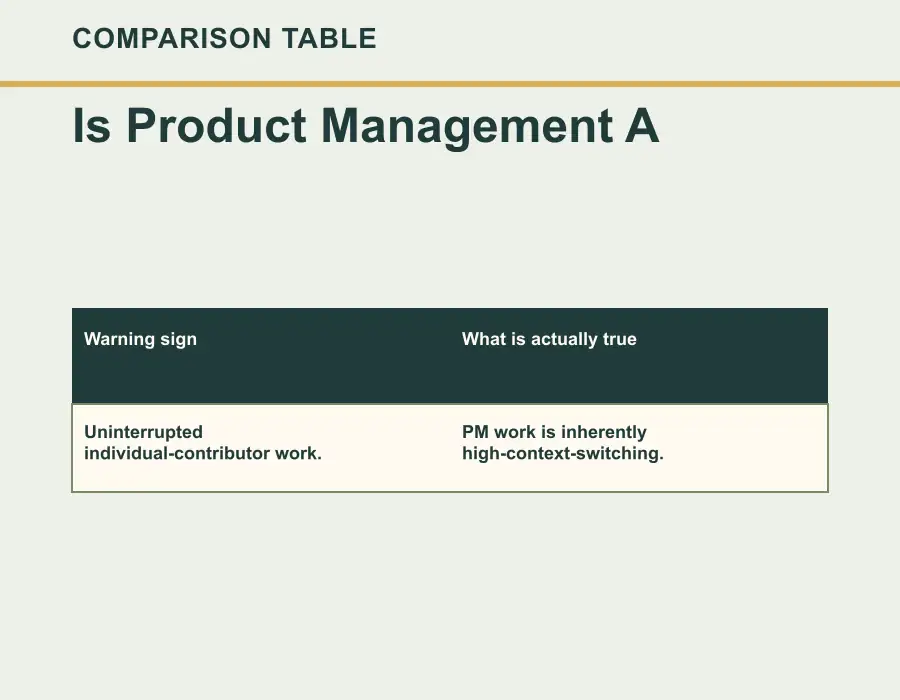 COMPARISON TABLE
Is Product Management A
Warning sign
What is actually true
Uninterrupted
individual-contributor work.
PM work is inherently
high-context-switching.